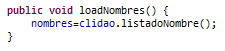 public void loadNombres() {
    nombres=clidao.listadoNombre();
}